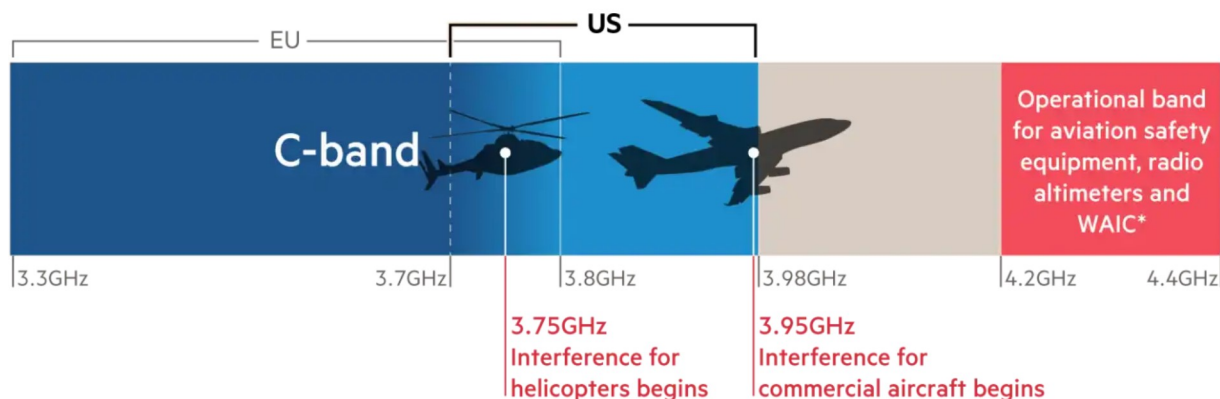 US
EU
C-band
Operational band
for aviation safety
equipment, radio
altimeters and
WAIC*
3.3GHz
3.7GHz
3.8GHz
3.98GHz
4.2GHz
4.4GHz
3.75GHz
Interference for
helicopters begins
3.95GHz
Interference for
commercial aircraft begins